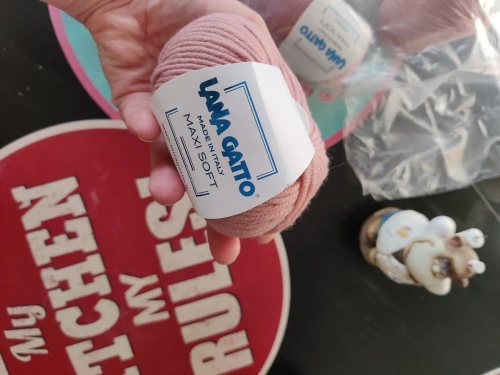 LANA GATTO
MADE IN ITALY
MAXI SOFT
LANA GATTO
My
KITCHEN
MY
RULES!